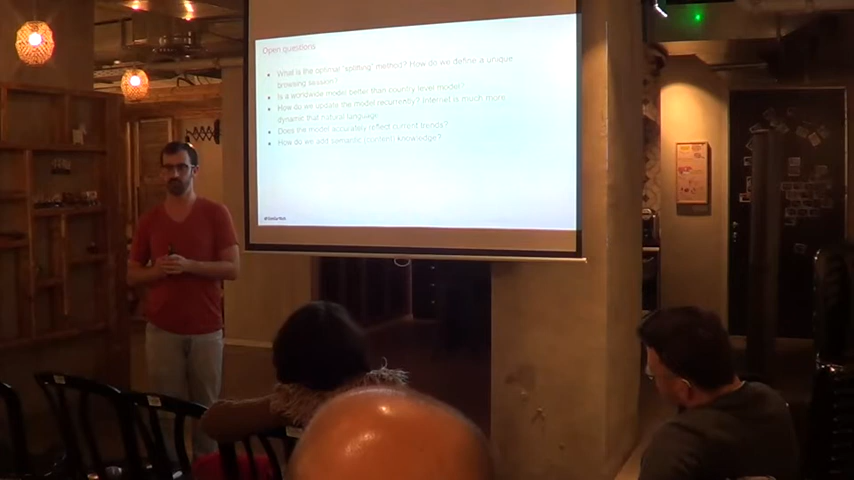 Open questions
What is the optimal "splitting" method? How do we define a unique
browsing session?
Is a worldwide model better than country level model?
How do we update the model recurrently? Internet is much more
dynamic that natural language
Does the model accurately reflect current trends?
How do we add semantic (content) knowledge?